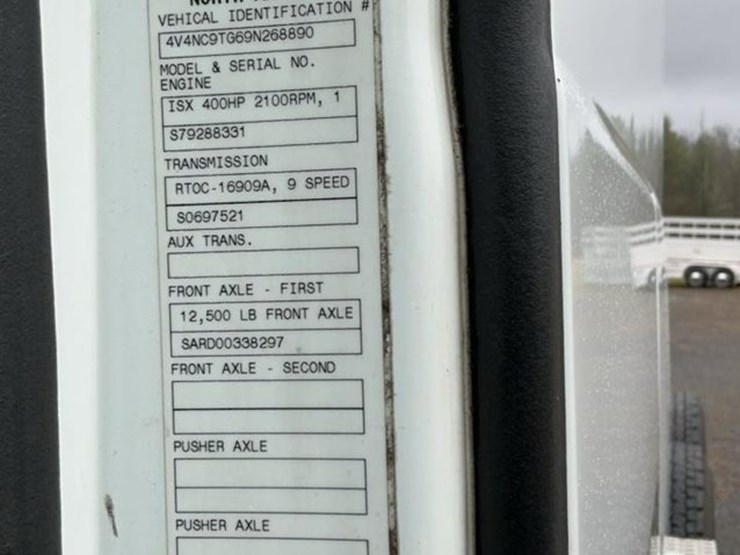 VEHICAL IDENTIFICATION #
4V4NC9TG69N268890
MODEL & SERIAL NO.
ENGINE
ISX 400HP 2100RPM, 1
S79288331
TRANSMISSION
RTOC-16909A, 9 SPEED
S0697521
AUX TRANS.
FRONT AXLE - FIRST
12,500 LB FRONT AXLE
SARD00338297
FRONT AXLE - SECOND
PUSHER AXLE
PUSHER AXLE